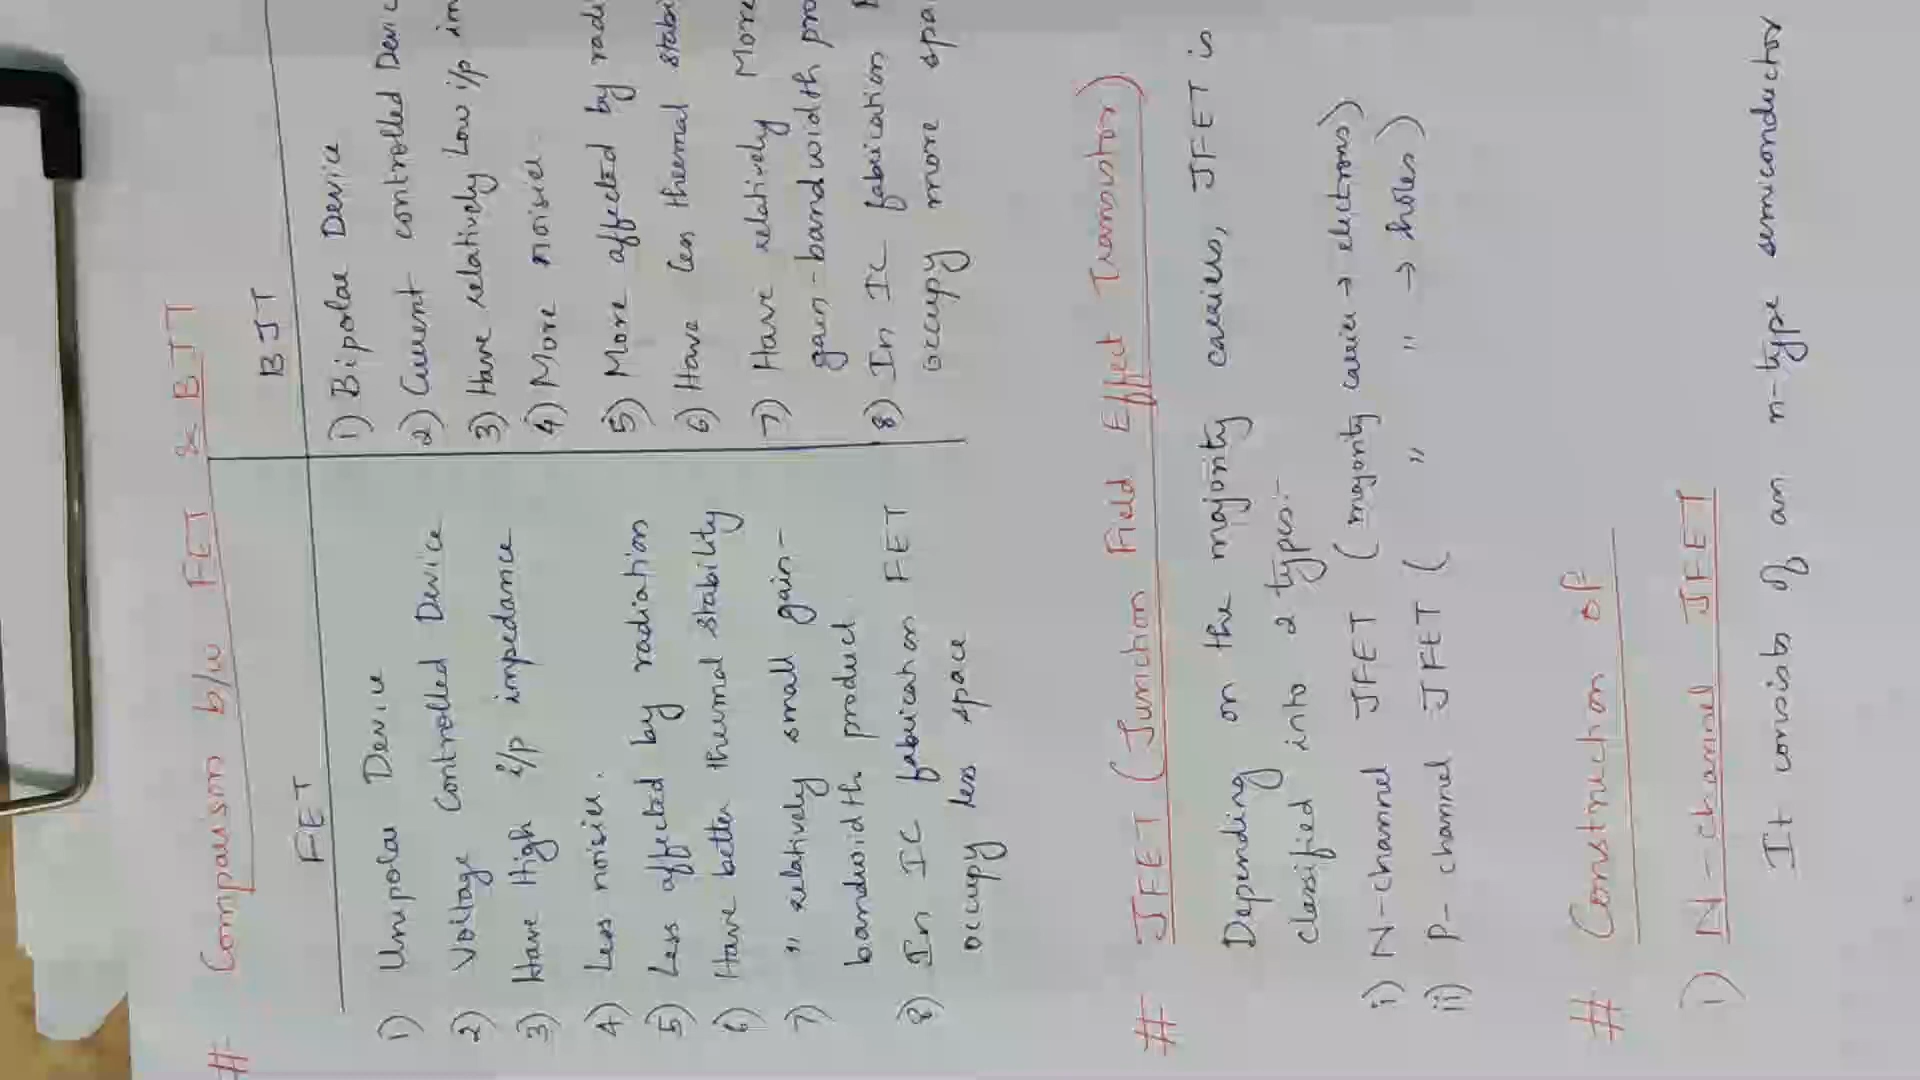 # Comparison b/w FET & BJT
FET BJT
1) Unipolar Device 1) Bipolar Device
2) Voltage Controlled Device 2) Current controlled Devic
3) Have High i/p impedance 3) Have relatively Low i/p im
4) Less noisier. 4) More noisier.
5) Less affected by radiation 5) More affected by radi
6) Have better thermal stability 6) Have less thermal stabi
7) " relatively small gain- 7) Have relatively More
bandwidth product. gain-bandwidth pro
8) In IC fabrication FET 8) In IC fabrication
occupy less space occupy more spa
# JFET (Junction Field Effect Transistor)
Depending on the majority carriers, JFET is
classified into 2 types:-
i) N-channel JFET (majority carrier → electrons)
ii) P-channel JFET ( " " → holes)
# Construction of
1) N-channel JFET
It consists of an n-type semiconductor